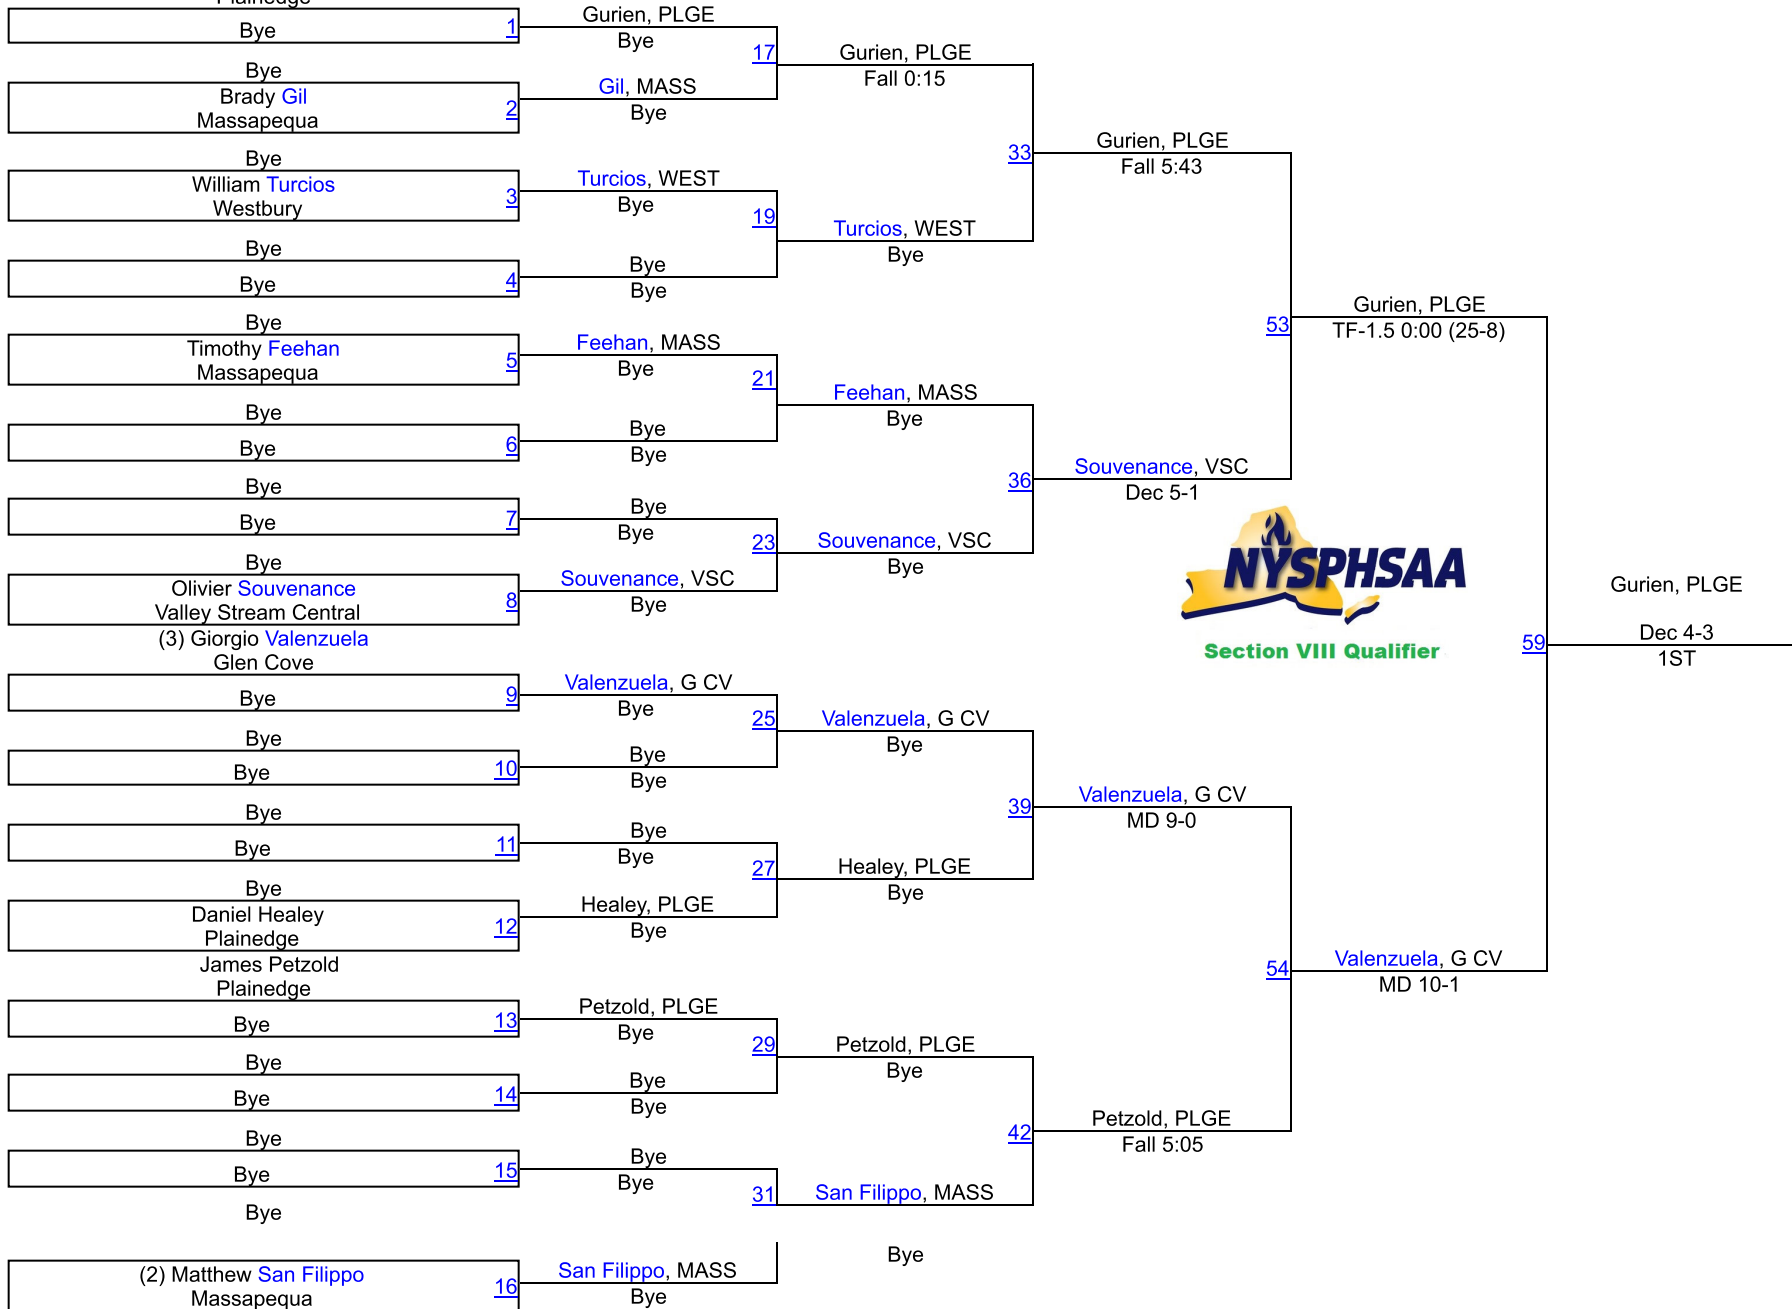 Plainedge
Bye
1
Bye
Brady Gil
Massapequa
2
Bye
William Turcios
Westbury
3
Bye
Bye
4
Bye
Timothy Feehan
Massapequa
5
Bye
Bye
6
Bye
Bye
7
Bye
Olivier Souvenance
Valley Stream Central
8
(3) Giorgio Valenzuela
Glen Cove
Bye
9
Bye
Bye
10
Bye
Bye
11
Bye
Daniel Healey
Plainedge
12
James Petzold
Plainedge
Bye
13
Bye
Bye
14
Bye
Bye
15
Bye
(2) Matthew San Filippo
Massapequa
16
Gurien, PLGE
Bye
17
Gil, MASS
Bye
Turcios, WEST
Bye
19
Bye
Bye
Feehan, MASS
Bye
21
Bye
Bye
Bye
Bye
23
Souvenance, VSC
Bye
Valenzuela, G CV
Bye
25
Bye
Bye
Bye
Bye
27
Healey, PLGE
Bye
Petzold, PLGE
Bye
29
Bye
Bye
Bye
Bye
31
San Filippo, MASS
Bye
Gurien, PLGE
Fall 0:15
33
Turcios, WEST
Bye
Feehan, MASS
Bye
36
Souvenance, VSC
Bye
Valenzuela, G CV
Bye
39
Healey, PLGE
Bye
Petzold, PLGE
Bye
42
San Filippo, MASS
Bye
Gurien, PLGE
Fall 5:43
53
Souvenance, VSC
Dec 5-1
Valenzuela, G CV
MD 9-0
54
Petzold, PLGE
Fall 5:05
Gurien, PLGE
TF-1.5 0:00 (25-8)
NYSPHSAA
Section VIII Qualifier
59
Valenzuela, G CV
MD 10-1
Gurien, PLGE
Dec 4-3
1ST